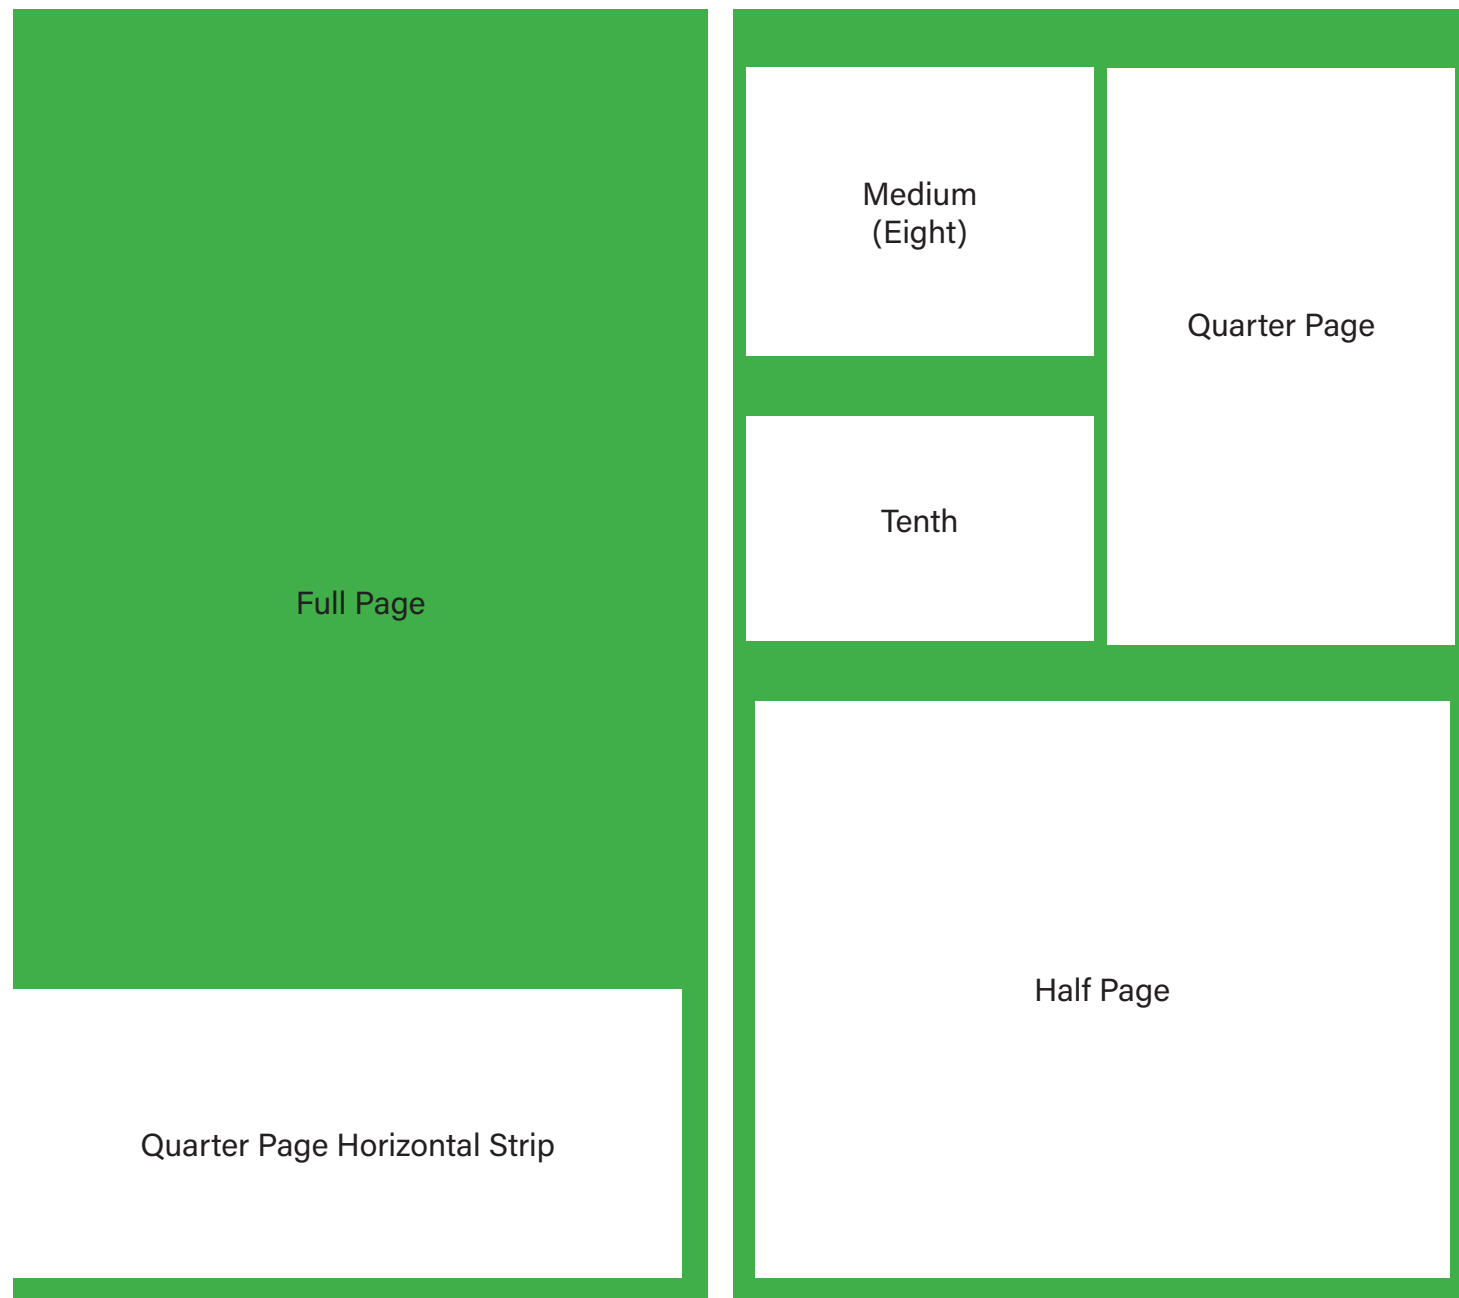 Full Page
Quarter Page Horizontal Strip
Medium
(Eight)
Quarter Page
Tenth
Half Page